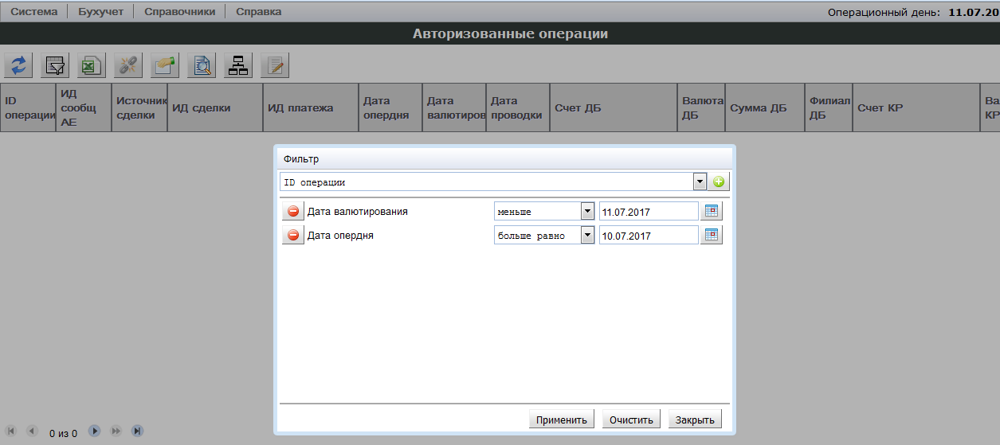 Система Бухучет Справочники Справка Операционный день: 11.07.20
Авторизованные операции
ID операции ИД сообщ АЕ Источник сделки ИД сделки ИД платежа Дата опердня Дата валютиров Дата проводки Счет ДБ Валюта ДБ Сумма ДБ Филиал ДБ Счет КР Ва КР
Фильтр
ID операции
Дата валютирования меньше 11.07.2017
Дата опердня больше равно 10.07.2017
Применить Очистить Закрыть
0 из 0